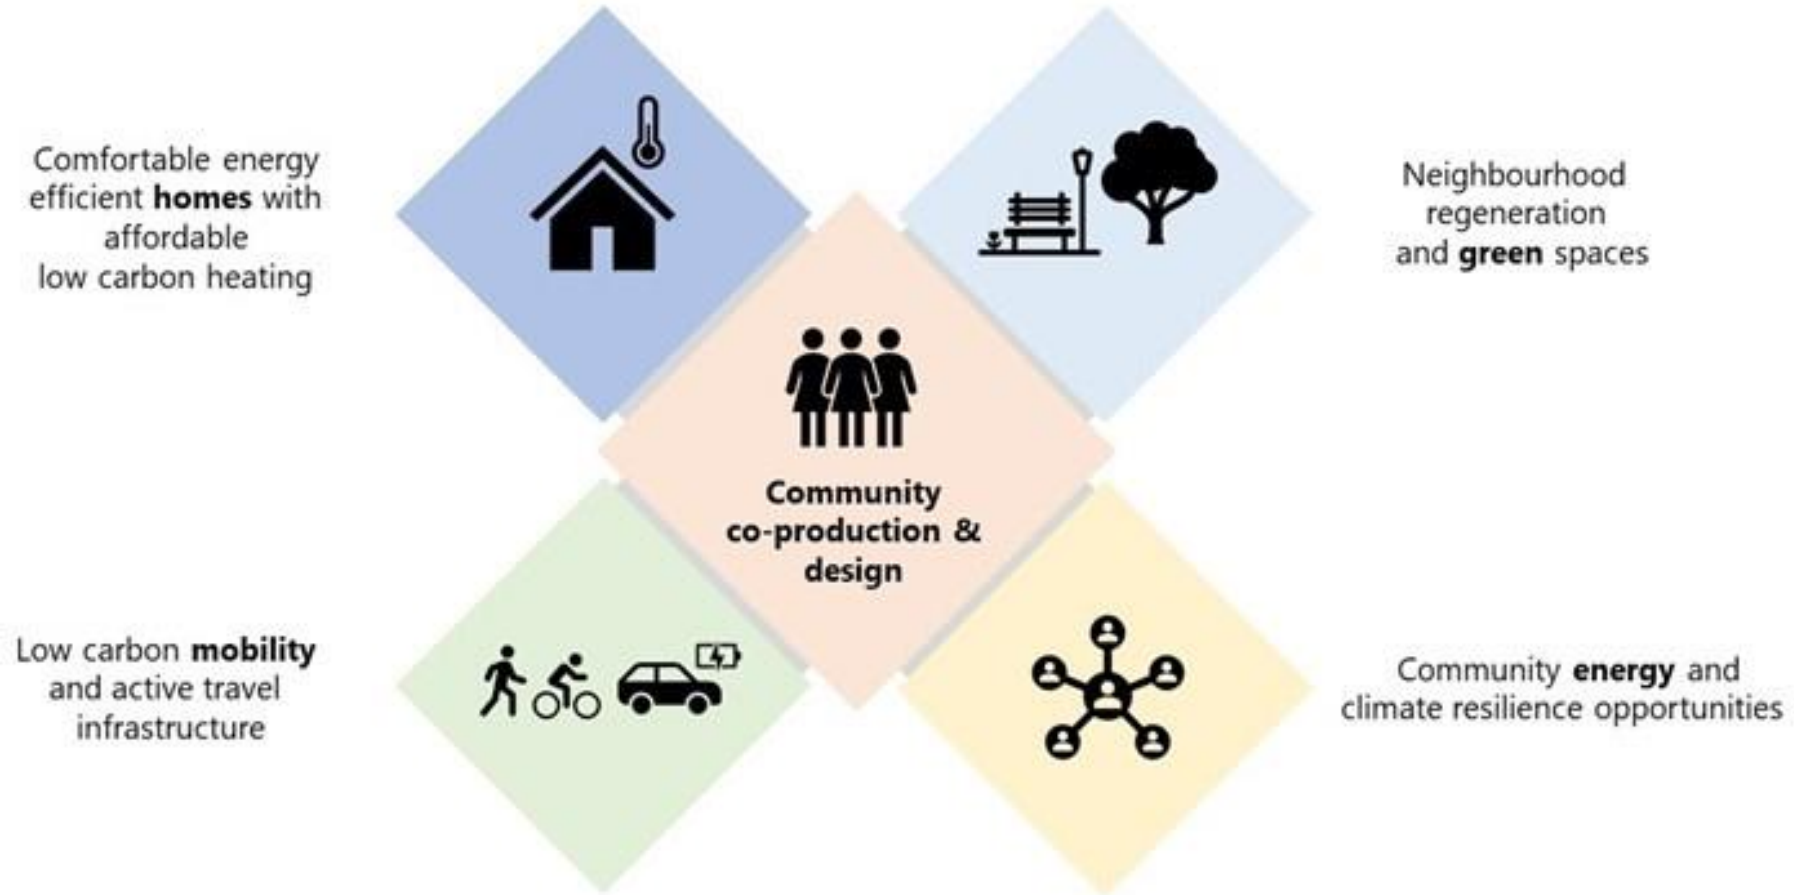 Comfortable energy
efficient homes with
affordable
low carbon heating
Neighbourhood
regeneration
and green spaces
Community
co-production &
design
Low carbon mobility
and active travel
infrastructure
Community energy and
climate resilience opportunities